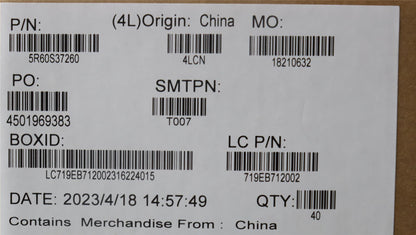 P/N: (4L)Origin: China MO:
5R60S37260 4LCN 18210632
PO: SMTPN:
4501969383 T007
BOXID: LC P/N:
LC719EB712002316224015 719EB712002
DATE: 2023/4/18 14:57:49 QTY:
40
Contains Merchandise From : China